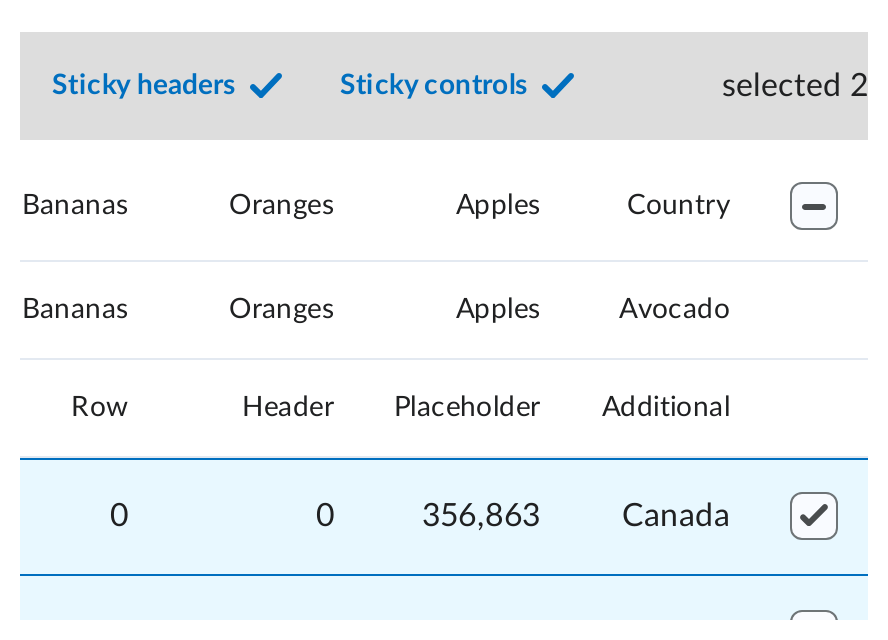 Sticky headers Sticky controls selected 2
Bananas Oranges Apples Country
Bananas Oranges Apples Avocado
Row Header Placeholder Additional
0 0 356,863 Canada